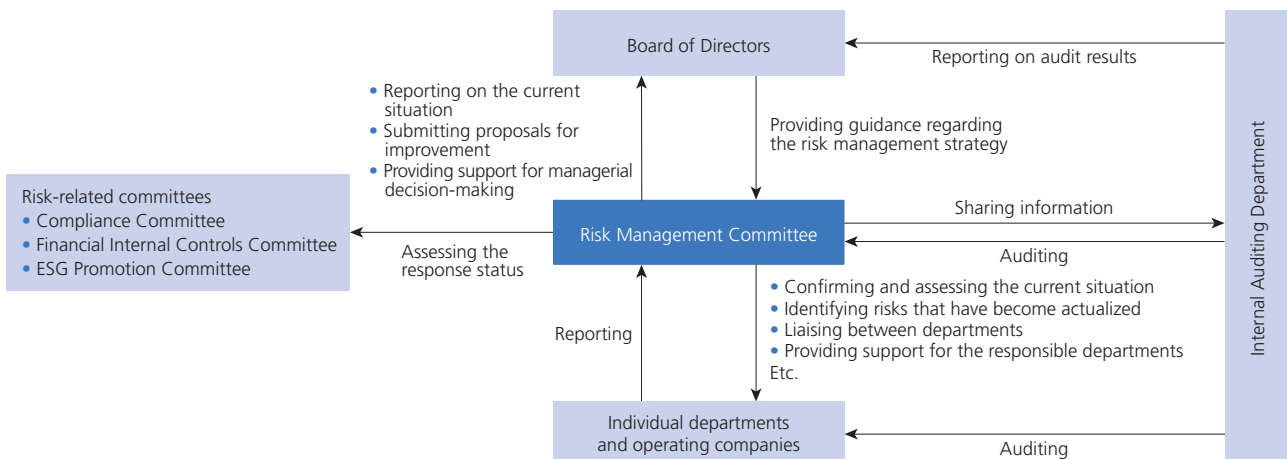 Board of Directors
Reporting on audit results
• Reporting on the current
situation
• Submitting proposals for
improvement
• Providing support for managerial
decision-making
Providing guidance regarding
the risk management strategy
Risk-related committees
• Compliance Committee
• Financial Internal Controls Committee
• ESG Promotion Committee
Assessing the
response status
Risk Management Committee
Sharing information
Auditing
Internal Auditing Department
Reporting
• Confirming and assessing the current situation
• Identifying risks that have become actualized
• Liaising between departments
• Providing support for the responsible departments
Etc.
Individual departments
and operating companies
Auditing